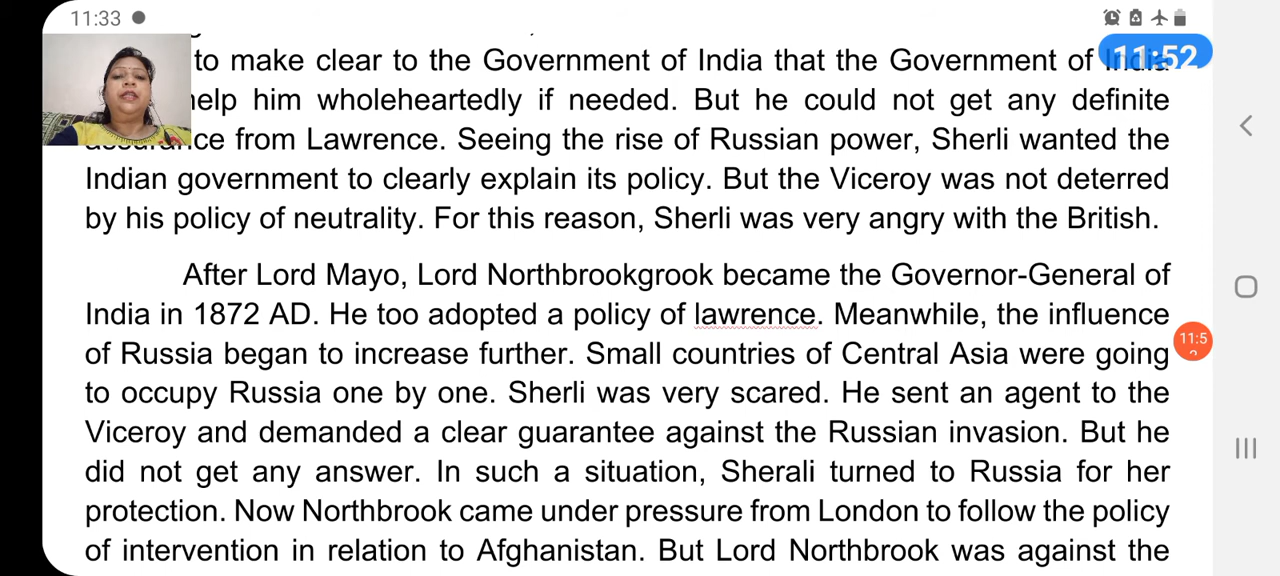 11:33
11:52
to make clear to the Government of India that the Government of India
help him wholeheartedly if needed. But he could not get any definite
assurance from Lawrence. Seeing the rise of Russian power, Sherli wanted the
Indian government to clearly explain its policy. But the Viceroy was not deterred
by his policy of neutrality. For this reason, Sherli was very angry with the British.
After Lord Mayo, Lord Northbrookgrook became the Governor-General of
India in 1872 AD. He too adopted a policy of lawrence. Meanwhile, the influence
11:5
of Russia began to increase further. Small countries of Central Asia were going
to occupy Russia one by one. Sherli was very scared. He sent an agent to the
Viceroy and demanded a clear guarantee against the Russian invasion. But he
did not get any answer. In such a situation, Sherali turned to Russia for her
protection. Now Northbrook came under pressure from London to follow the policy
of intervention in relation to Afghanistan. But Lord Northbrook was against the